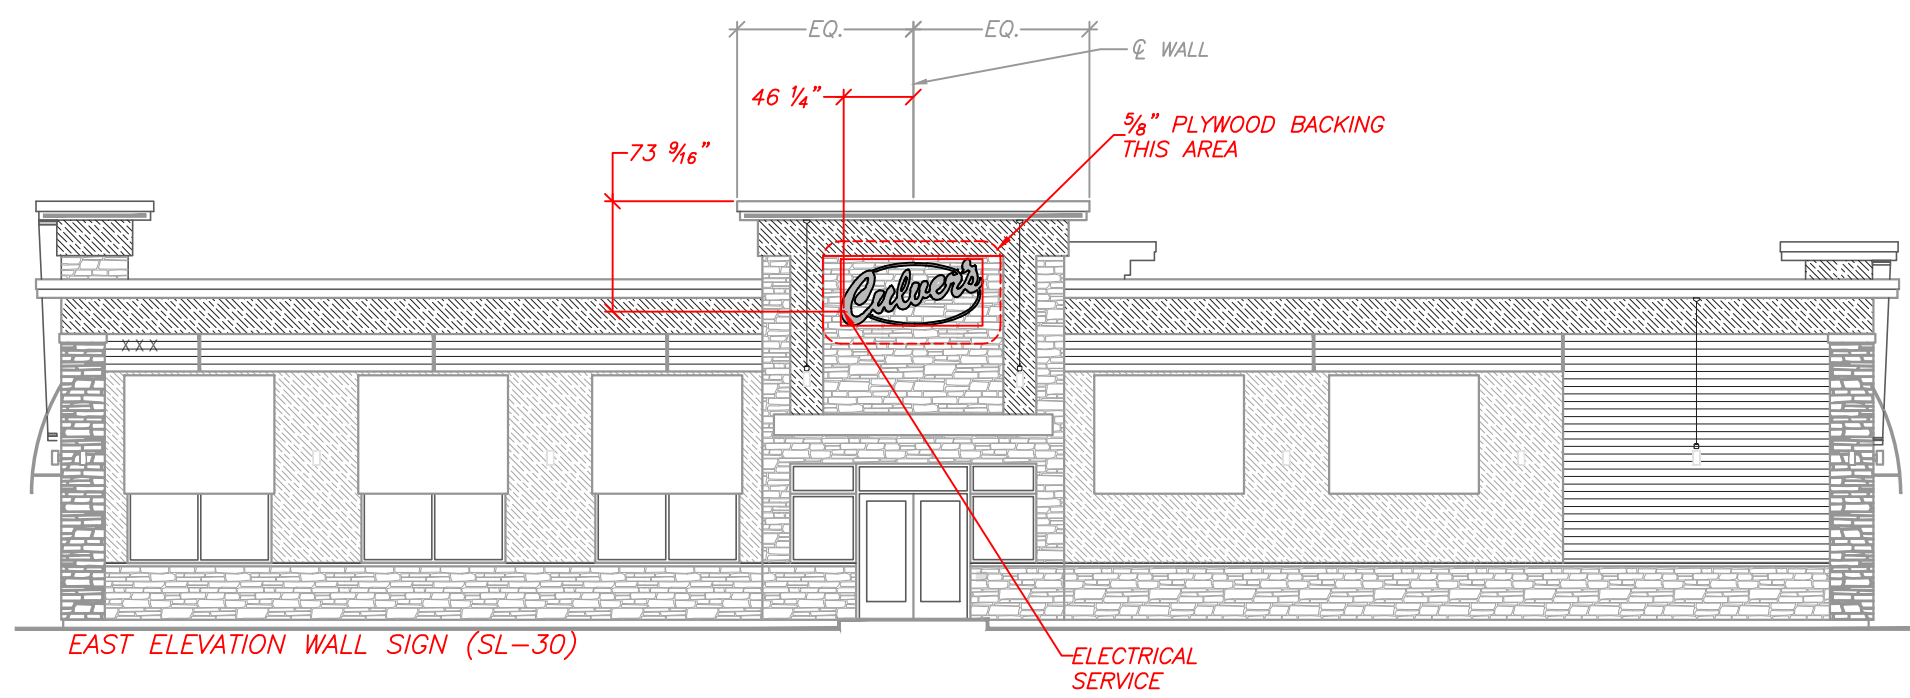 EQ.
EQ.
℄ WALL
46 ¼"
⅝" PLYWOOD BACKING
THIS AREA
73 9/16"
Culver's
XXX
EAST ELEVATION WALL SIGN (SL-30)
ELECTRICAL
SERVICE